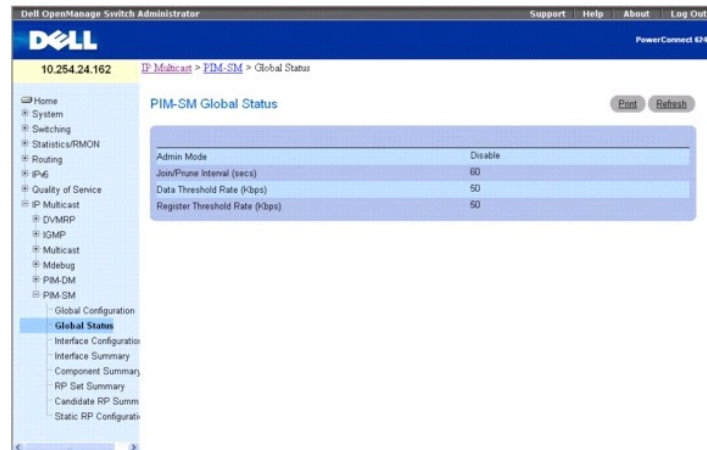 Dell OpenManage Switch Administrator
Support Help About Log Out
DELL
PowerConnect 624
10.254.24.162
IP Multicast > PIM-SM > Global Status
Home
System
Switching
Statistics/RMON
Routing
IPv6
Quality of Service
IP Multicast
DVMRP
IGMP
Multicast
Mdebug
PIM-DM
PIM-SM
Global Configuration
Global Status
Interface Configuration
Interface Summary
Component Summary
RP Set Summary
Candidate RP Summ
Static RP Configurati
PIM-SM Global Status
Print Refresh
Admin Mode Disable
Join/Prune Interval (secs) 60
Data Threshold Rate (Kbps) 50
Register Threshold Rate (Kbps) 50